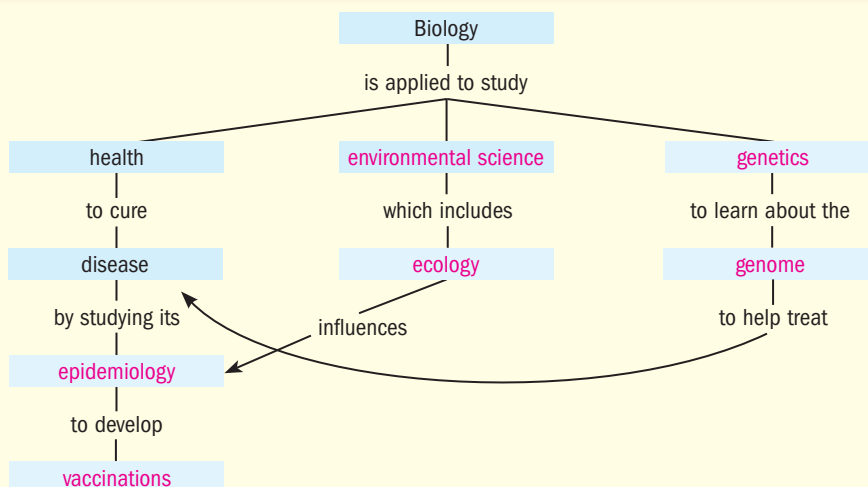 Biology
is applied to study
health
environmental science
genetics
to cure
which includes
to learn about the
disease
ecology
genome
by studying its
influences
to help treat
epidemiology
to develop
vaccinations